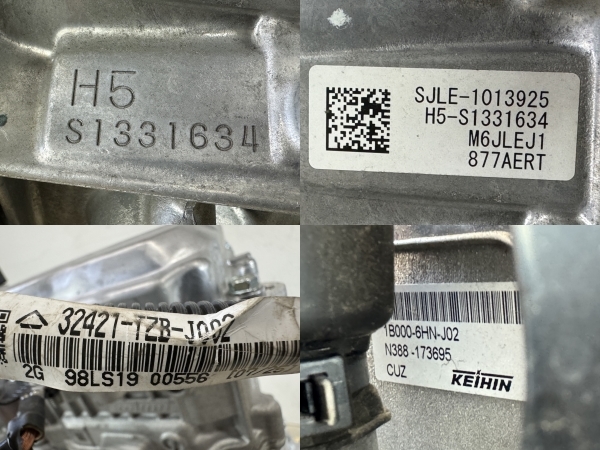 H5
S1331634
SJLE-1013925
H5-S1331634
M6JLEJ1
877AERT
32421-TZB-J002
2G 98LS19 00556
1B000-6HN-J02
N388-173695
CUZ KEIHIN